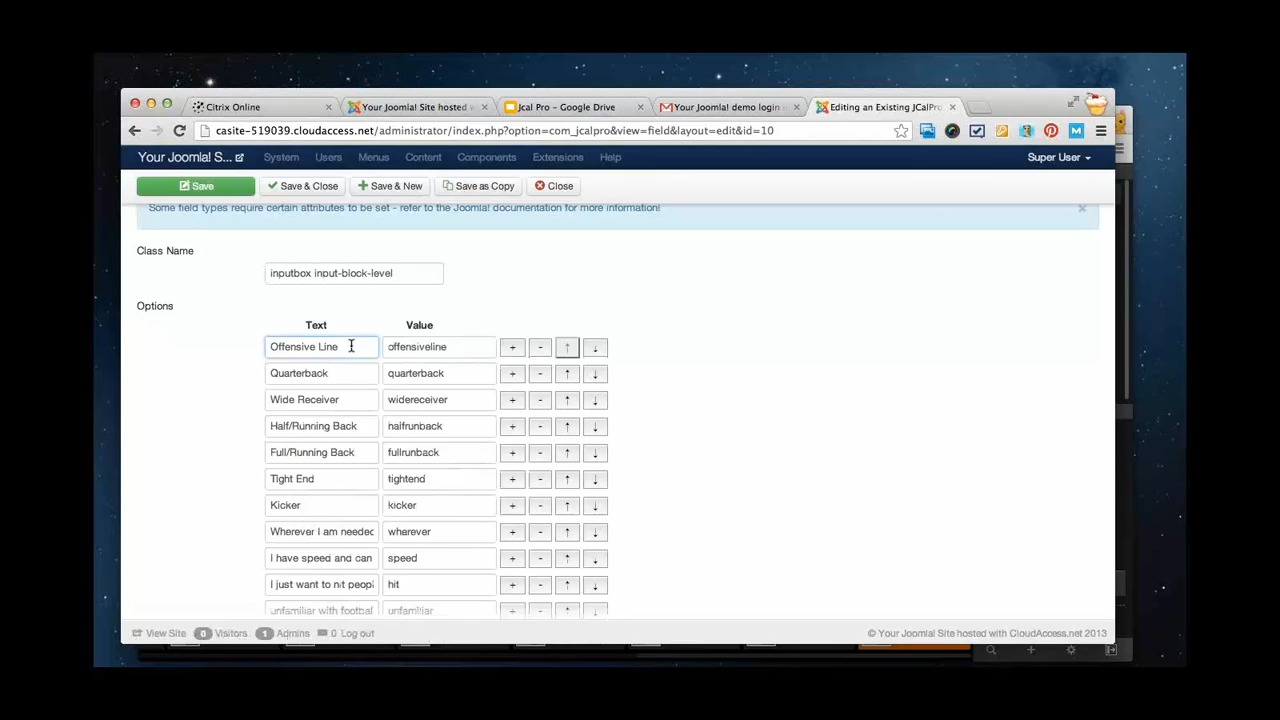 Citrix Online
Your Joomla! Site hosted w
Jcal Pro - Google Drive
Your Joomla! demo login i
Editing an Existing JCalPro
casite-519039.cloudaccess.net/administrator/index.php?option=com_jcalpro&view=field&layout=edit&id=10
Your Joomla! S... System Users Menus Content Components Extensions Help Super User
Save Save & Close + Save & New Save as Copy Close
Some field types require certain attributes to be set - refer to the Joomla! documentation for more information! ×
Class Name
inputbox input-block-level
Options
Text Value
Offensive Line offensiveline + - ↑ ↓
Quarterback quarterback + - ↑ ↓
Wide Receiver widereceiver + - ↑ ↓
Half/Running Back halfrunback + - ↑ ↓
Full/Running Back fullrunback + - ↑ ↓
Tight End tightend + - ↑ ↓
Kicker kicker + - ↑ ↓
Wherever I am needed wharever + - ↑ ↓
I have speed and can speed + - ↑ ↓
I just want to hit peopl hit + - ↑ ↓
unfamiliar with footbal unfamiliar + - ↑ ↓
View Site 0 Visitors 1 Admins 0 Log out © Your Joomla! Site hosted with CloudAccess.net 2013